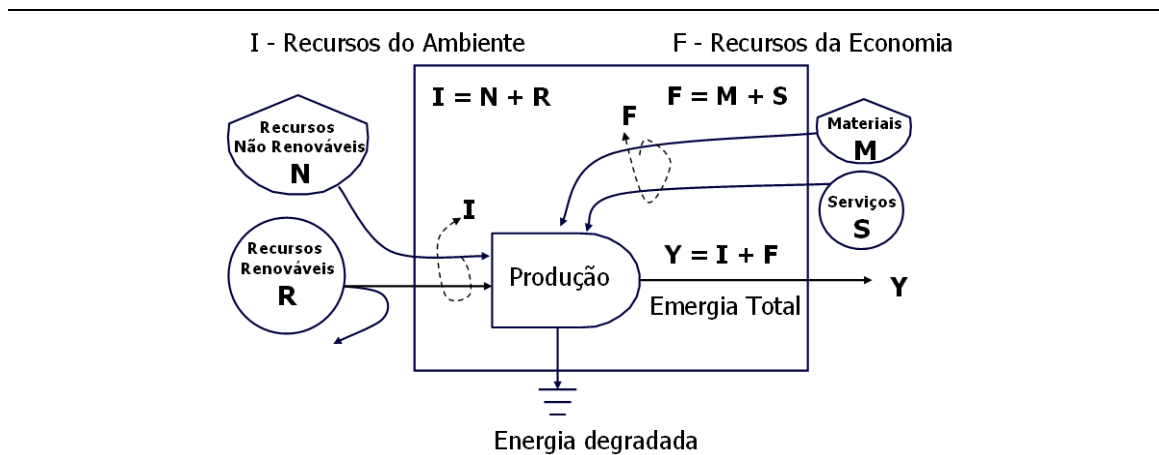 I - Recursos do Ambiente
F - Recursos da Economia
I = N + R
F = M + S
Recursos
Não Renováveis
N
F
Materiais
M
Serviços
S
I
Recursos
Renováveis
R
Produção
Y = I + F
Emergia Total
Y
Energia degradada